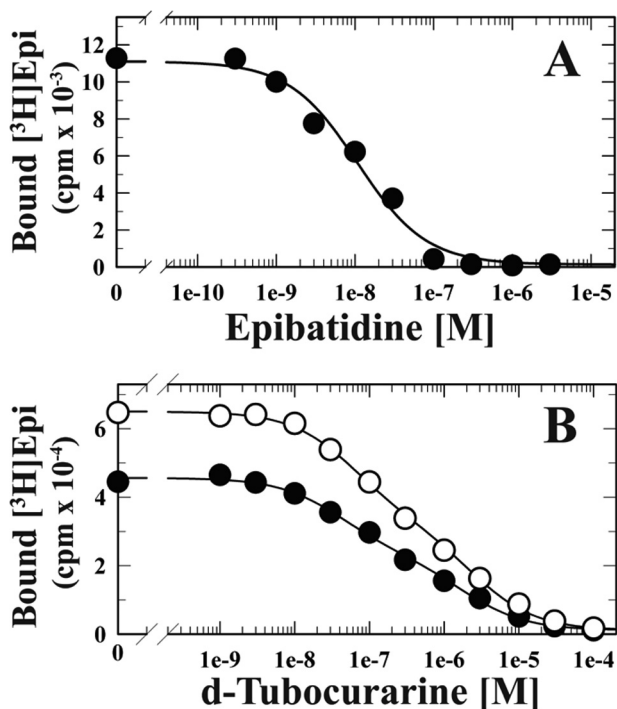 A
Bound [³H]Epi
(cpm x 10⁻³)
12
10
8
6
4
2
0
0 1e-10 1e-9 1e-8 1e-7 1e-6 1e-5
Epibatidine [M]
B
Bound [³H]Epi
(cpm x 10⁻⁴)
6
4
2
0
0 1e-9 1e-8 1e-7 1e-6 1e-5 1e-4
d-Tubocurarine [M]